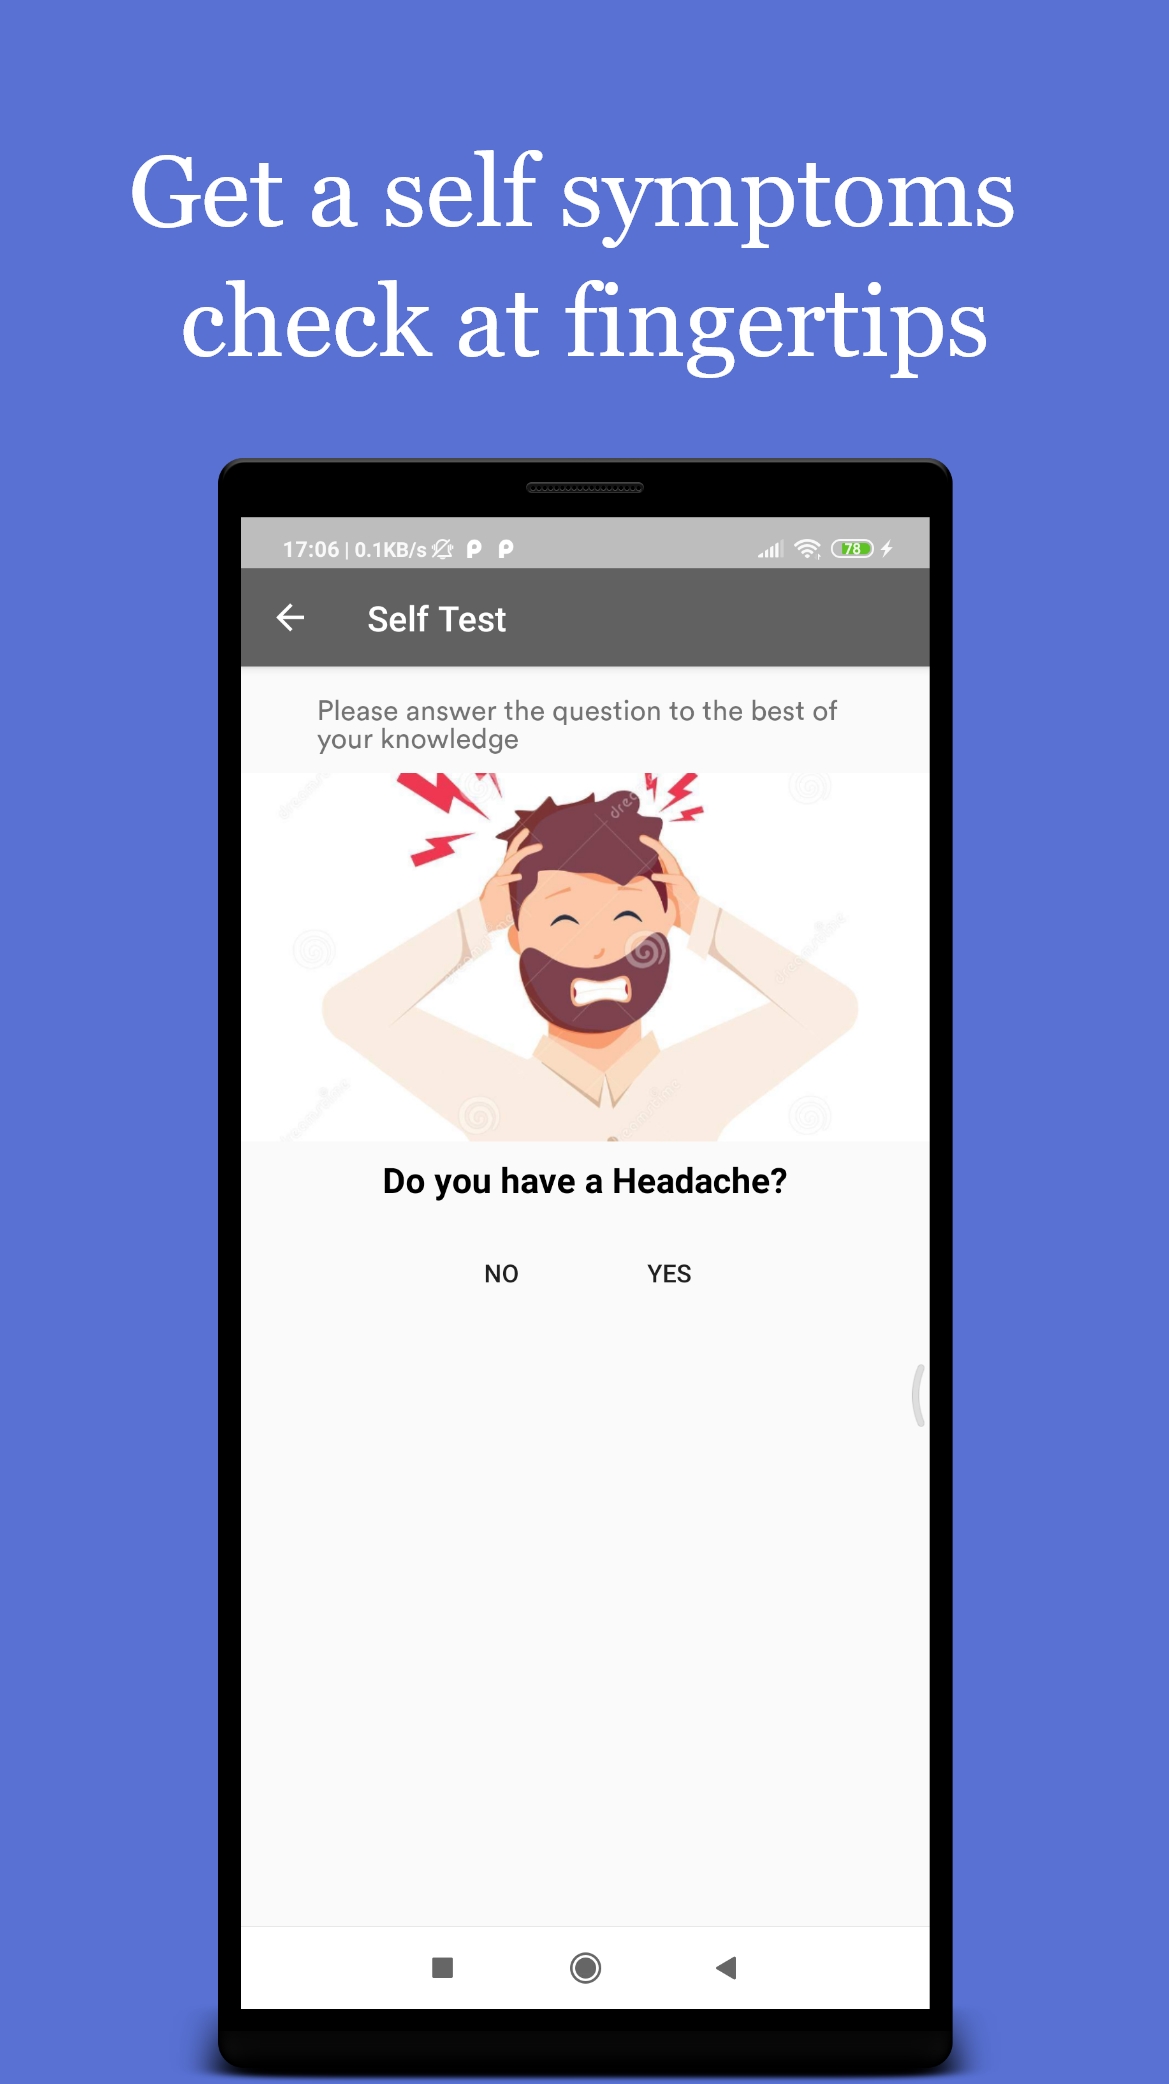 Get a self symptoms
check at fingertips
17:06 | 0.1KB/s
78
Self Test
Please answer the question to the best of
your knowledge
Do you have a Headache?
NO YES